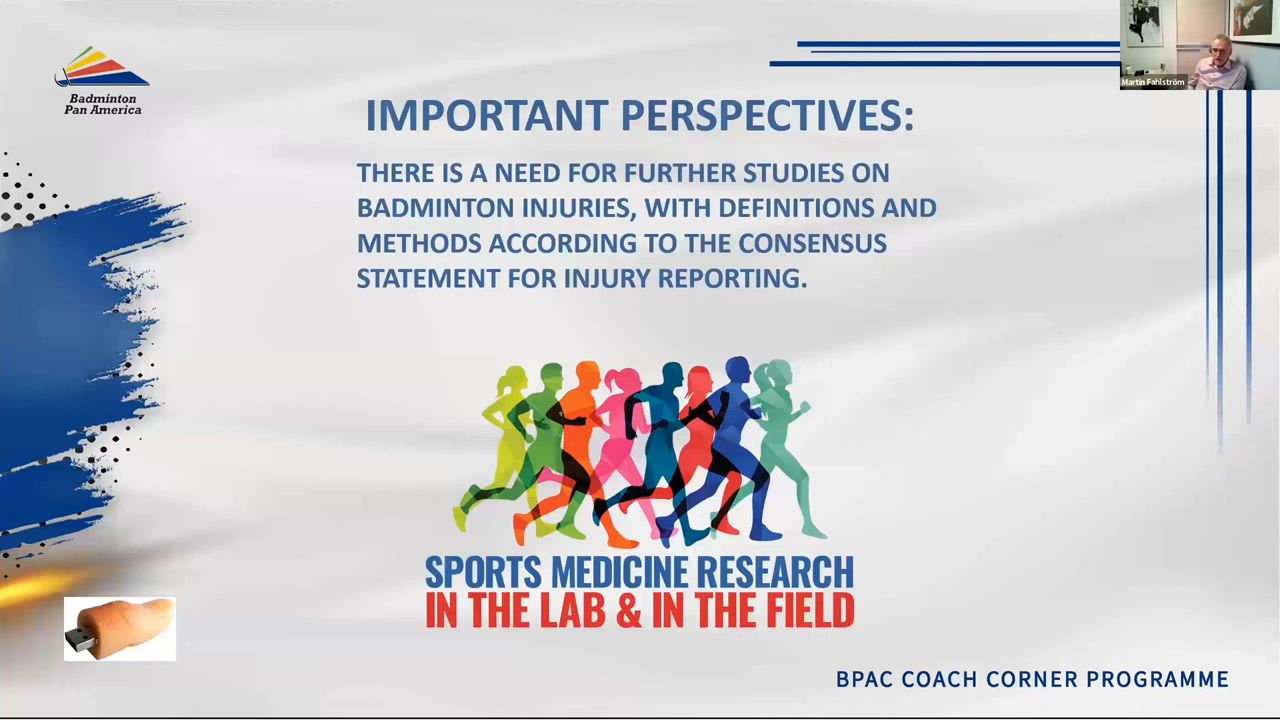 Badminton
Pan America
Martin Fahlström
IMPORTANT PERSPECTIVES:
THERE IS A NEED FOR FURTHER STUDIES ON
BADMINTON INJURIES, WITH DEFINITIONS AND
METHODS ACCORDING TO THE CONSENSUS
STATEMENT FOR INJURY REPORTING.
SPORTS MEDICINE RESEARCH
IN THE LAB & IN THE FIELD
BPAC COACH CORNER PROGRAMME